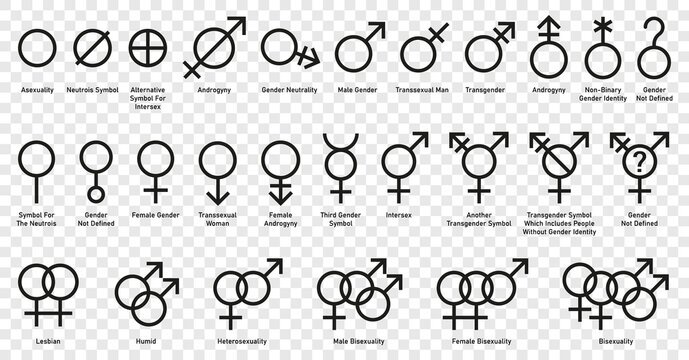 Asexuality
Neutrois Symbol
Alternative
Symbol For
Intersex
Androgyny
Gender Neutrality
Male Gender
Transsexual Man
Transgender
Androgyny
Non-Binary
Gender Identity
Gender
Not Defined
Symbol For
The Neutrois
Gender
Not Defined
Female Gender
Transsexual
Woman
Female
Androgyny
Third Gender
Symbol
Intersex
Another
Transgender Symbol
Transgender Symbol
Which Includes People
Without Gender Identity
?
Gender
Not Defined
Lesbian
Humid
Heterosexuality
Male Bisexuality
Female Bisexuality
Bisexuality